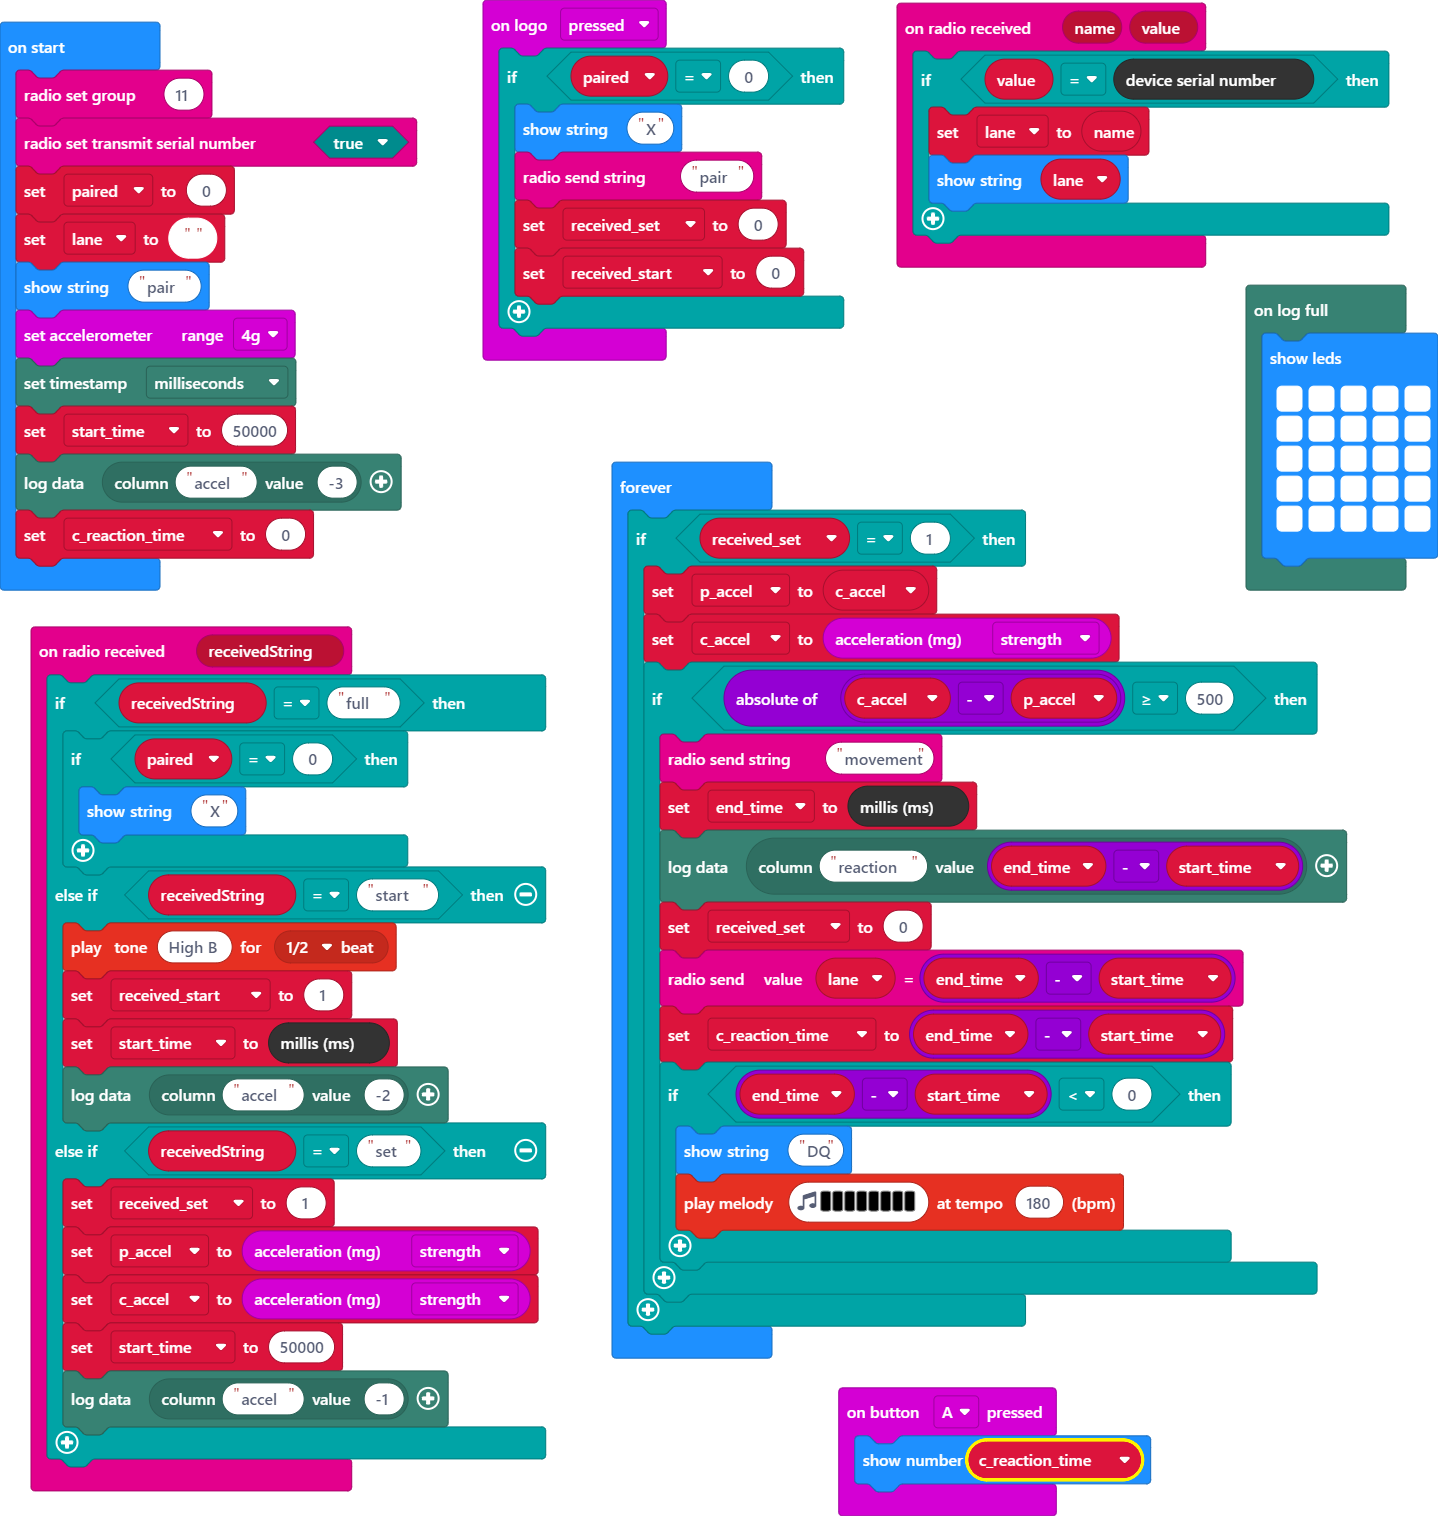 on start
radio set group 11
radio set transmit serial number true
set paired to 0
set lane to " "
show string "pair"
set accelerometer range 4g
set timestamp milliseconds
set start_time to 50000
log data column "accel" value -3
set c_reaction_time to 0
on logo pressed
if paired = 0 then
show string "X"
radio send string "pair"
set received_set to 0
set received_start to 0
on radio received name value
if value = device serial number then
set lane to name
show string lane
on log full
show leds
on radio received receivedString
if receivedString = "full" then
if paired = 0 then
show string "X"
else if receivedString = "start" then
play tone High B for 1/2 beat
set received_start to 1
set start_time to millis (ms)
log data column "accel" value -2
else if receivedString = "set" then
set received_set to 1
set p_accel to acceleration (mg) strength
set c_accel to acceleration (mg) strength
set start_time to 50000
log data column "accel" value -1
forever
if received_set = 1 then
set p_accel to c_accel
set c_accel to acceleration (mg) strength
if absolute of c_accel - p_accel ≥ 500 then
radio send string "movement"
set end_time to millis (ms)
log data column "reaction" value end_time - start_time
set received_set to 0
radio send value lane = end_time - start_time
set c_reaction_time to end_time - start_time
if end_time - start_time < 0 then
show string "DQ"
play melody at tempo 180 (bpm)
on button A pressed
show number c_reaction_time